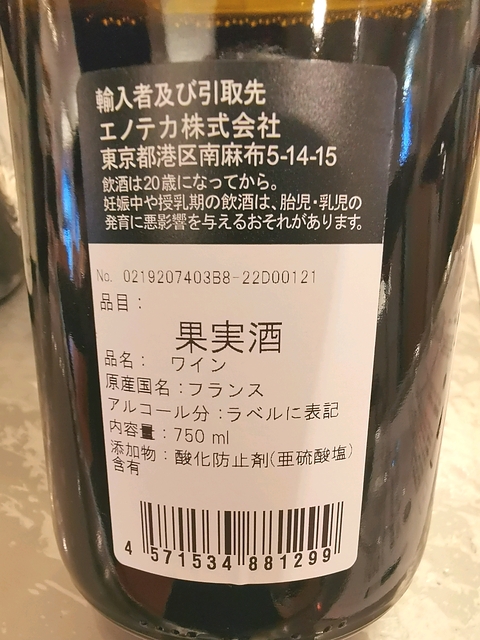 輸入者及び引取先
エノテカ株式会社
東京都港区南麻布5-14-15
飲酒は20歳になってから。
妊娠中や授乳期の飲酒は、胎児・乳児の
発育に悪影響を与えるおそれがあります。
No. 0219207403B8-22D00121
品目：
果実酒
品名： ワイン
原産国名：フランス
アルコール分：ラベルに表記
内容量：750 ml
添加物：酸化防止剤(亜硫酸塩)
含有
4 571534 881299